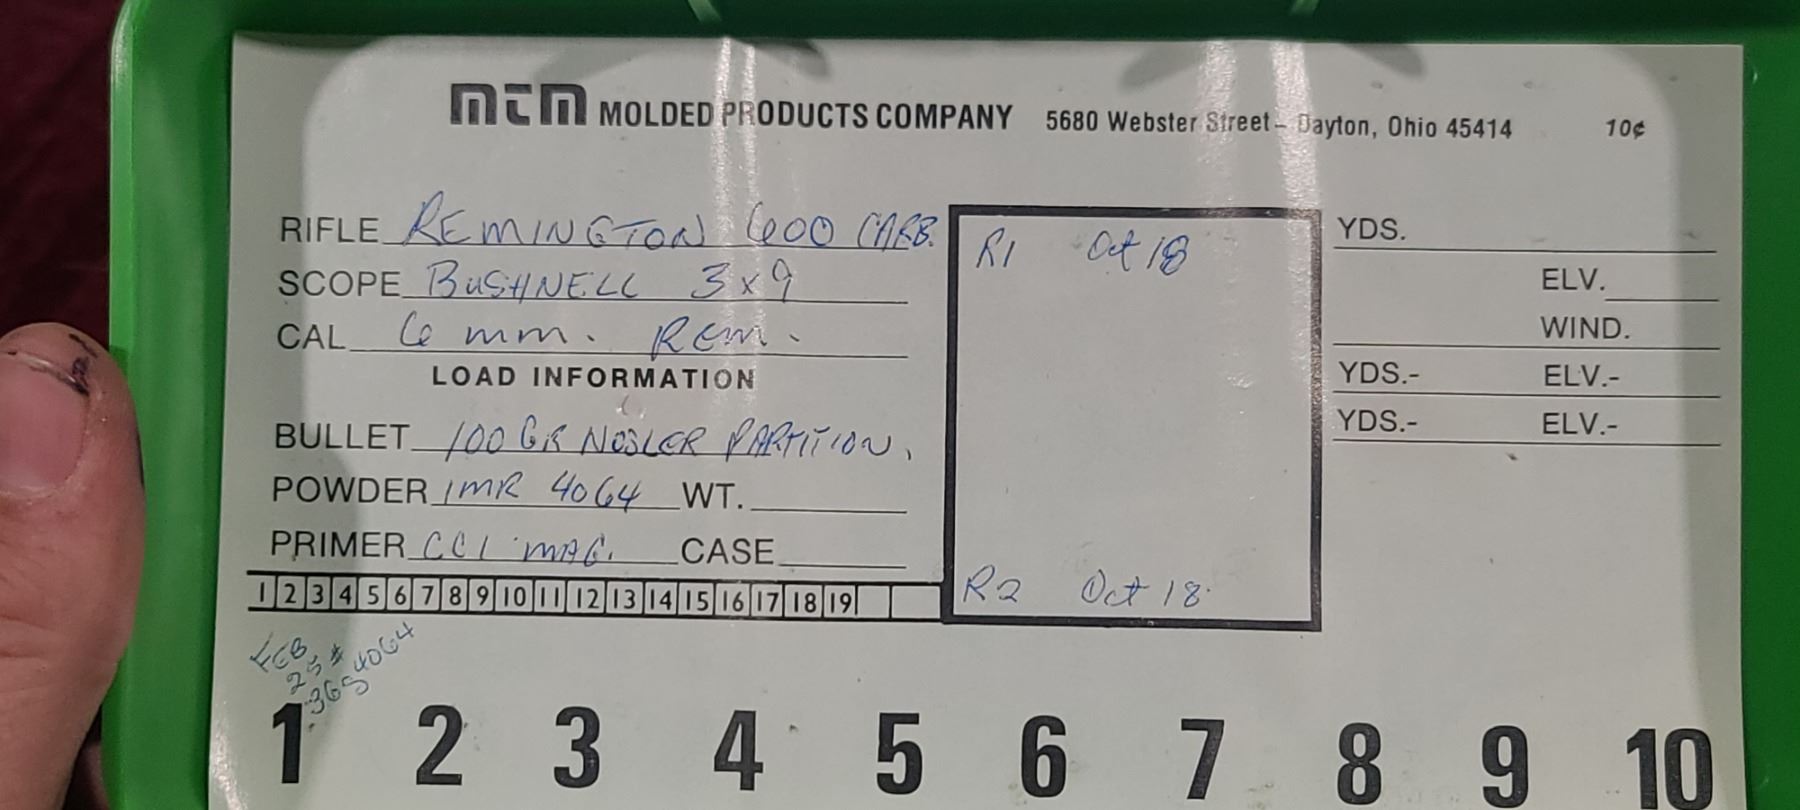 MTM MOLDED PRODUCTS COMPANY 5680 Webster Street - Dayton, Ohio 45414 10¢
RIFLE REMINGTON 600 CARB.
SCOPE BUSHNELL 3x9
CAL 6 mm. Rem.
LOAD INFORMATION
BULLET 100 GR NOSLER PARTITION.
POWDER IMR 4064 WT.
PRIMER CCI MAG. CASE
1 2 3 4 5 6 7 8 9 10 11 12 13 14 15 16 17 18 19
R1 Oct 18
R2 Oct 18.
YDS.
ELV.
WIND.
YDS.- ELV.-
YDS.- ELV.-
FEB
25 #
4064
1 2 3 4 5 6 7 8 9 10